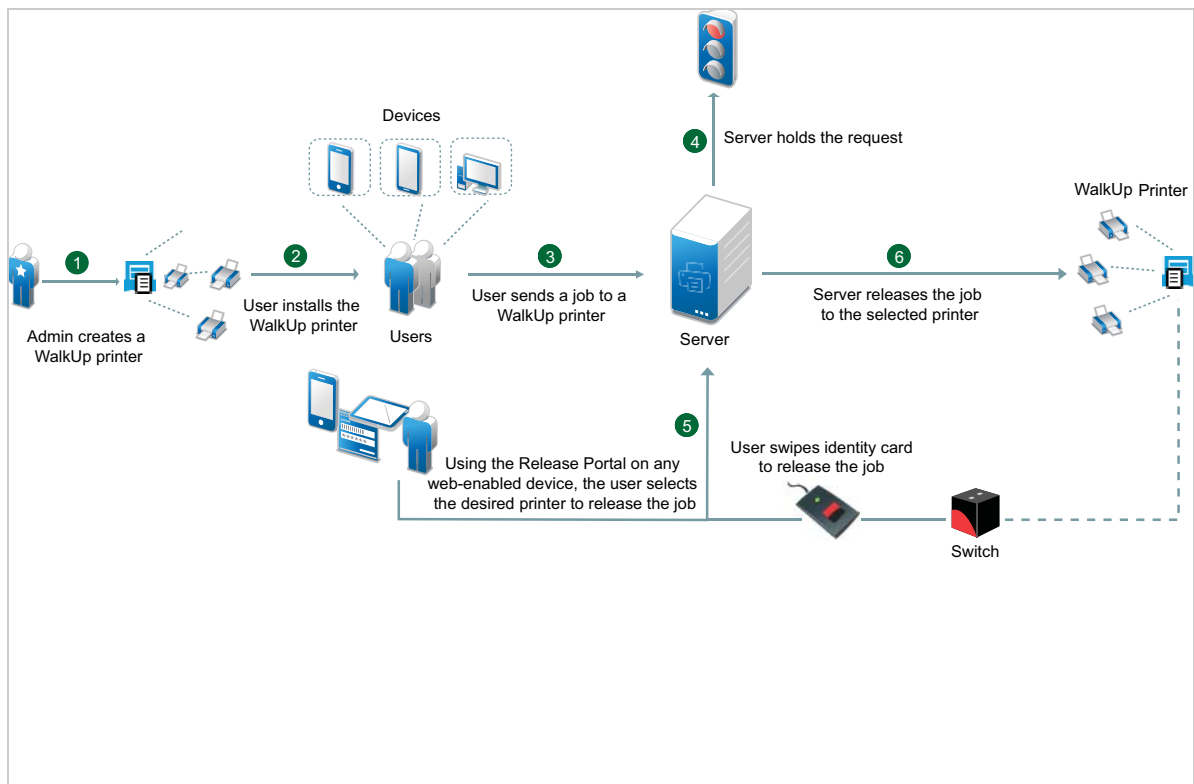 Devices
4
Server holds the request
WalkUp Printer
1
2
3
6
Admin creates a
WalkUp printer
User installs the
WalkUp printer
Users
User sends a job to a
WalkUp printer
Server
Server releases the job
to the selected printer
5
Using the Release Portal on any
web-enabled device, the user selects
the desired printer to release the job
User swipes identity card
to release the job
Switch